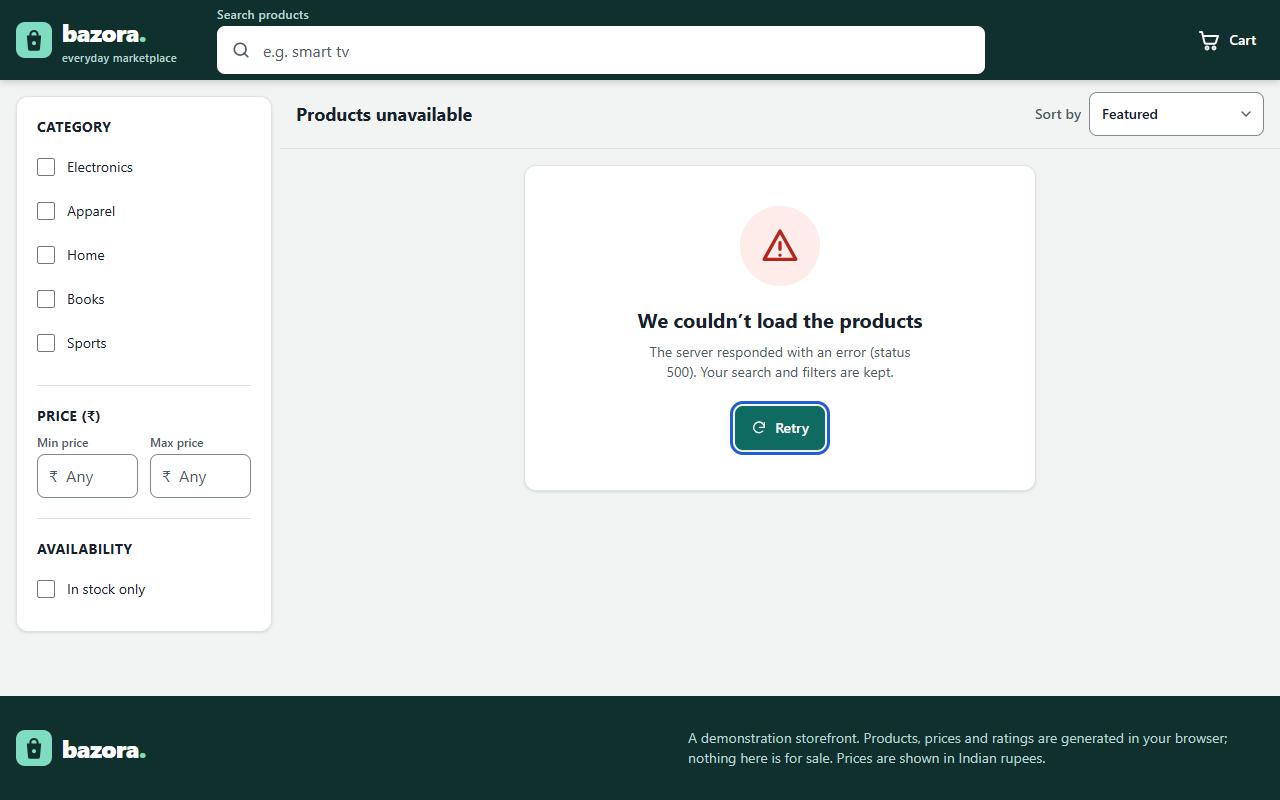 bazora.
everyday marketplace
Search products
e.g. smart tv
Cart
CATEGORY
Electronics
Apparel
Home
Books
Sports
PRICE (₹)
Min price
Max price
₹ Any
₹ Any
AVAILABILITY
In stock only
Products unavailable
Sort by
Featured
We couldn’t load the products
The server responded with an error (status
500). Your search and filters are kept.
Retry
bazora.
A demonstration storefront. Products, prices and ratings are generated in your browser;
nothing here is for sale. Prices are shown in Indian rupees.